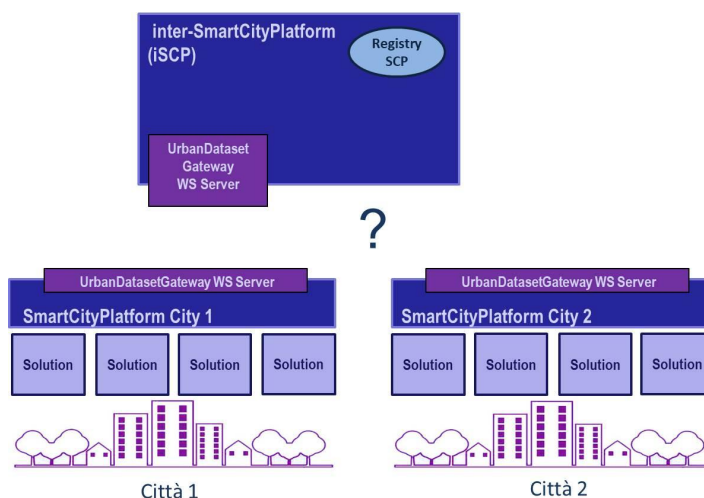 inter-SmartCityPlatform
(iSCP)
Registry
SCP
UrbanDataset
Gateway
WS Server
?
UrbanDatasetGateway WS Server
SmartCityPlatform City 1
Solution
Solution
Solution
Solution
Città 1
UrbanDatasetGateway WS Server
SmartCityPlatform City 2
Solution
Solution
Solution
Solution
Città 2